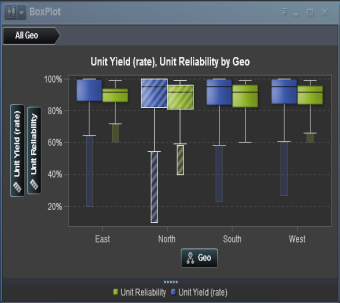 BoxPlot
All Geo
Unit Yield (rate), Unit Reliability by Geo
100%
80%
60%
40%
20%
Unit Yield (rate)
Unit Reliability
East
North
South
West
Geo
Unit Reliability
Unit Yield (rate)